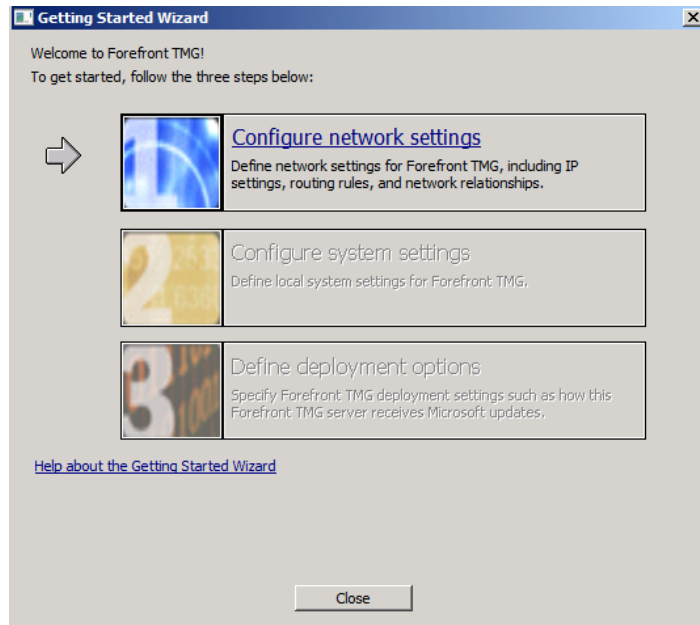 Getting Started Wizard
Welcome to Forefront TMG!
To get started, follow the three steps below:
1
Configure network settings
Define network settings for Forefront TMG, including IP
settings, routing rules, and network relationships.
2
Configure system settings
Define local system settings for Forefront TMG.
3
Define deployment options
Specify Forefront TMG deployment settings such as how this
Forefront TMG server receives Microsoft updates.
Help about the Getting Started Wizard
Close